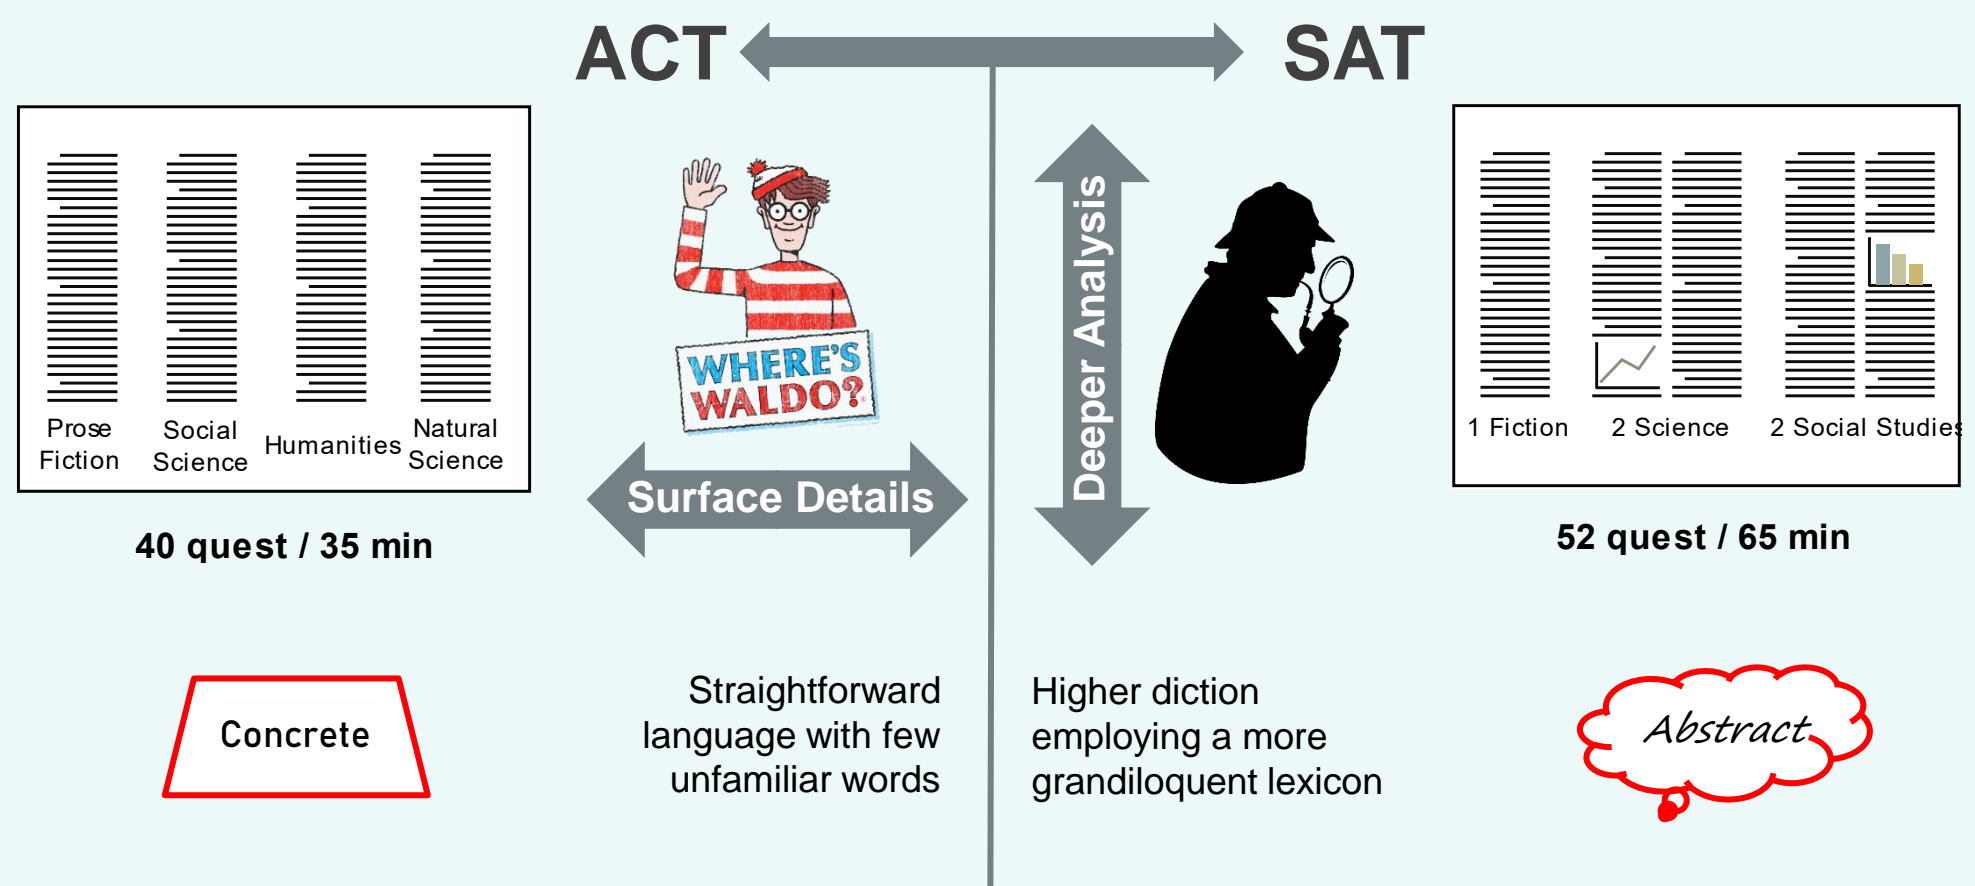 ACT
SAT
Prose
Fiction
Social
Science
Humanities
Natural
Science
40 quest / 35 min
WHERE'S
WALDO?
Surface Details
Deeper Analysis
1 Fiction
2 Science
2 Social Studies
52 quest / 65 min
Concrete
Straightforward
language with few
unfamiliar words
Higher diction
employing a more
grandiloquent lexicon
Abstract